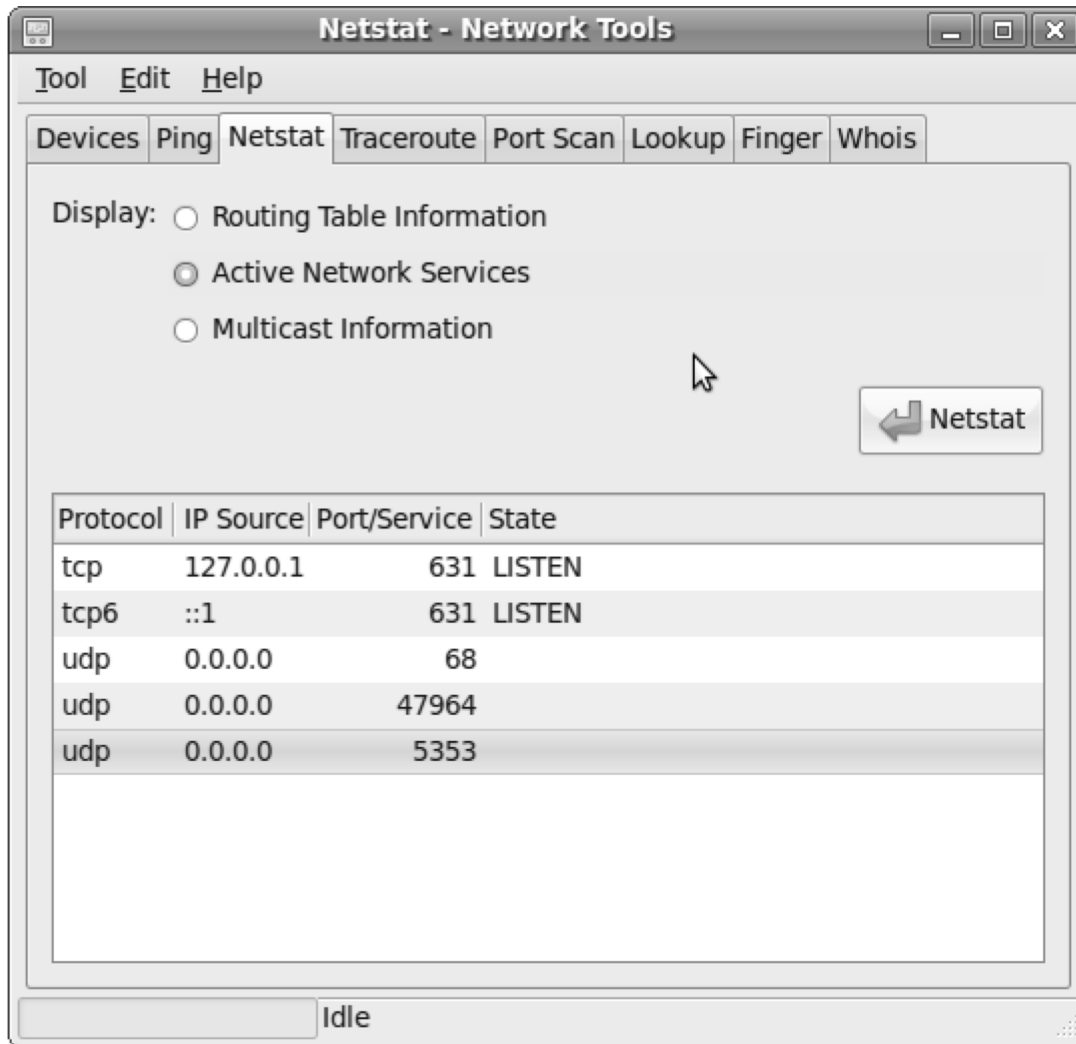 Netstat - Network Tools
Tool Edit Help
Devices Ping Netstat Traceroute Port Scan Lookup Finger Whois
Display: Routing Table Information
Active Network Services
Multicast Information
Netstat
Protocol IP Source Port/Service State
tcp 127.0.0.1 631 LISTEN
tcp6 ::1 631 LISTEN
udp 0.0.0.0 68
udp 0.0.0.0 47964
udp 0.0.0.0 5353
Idle